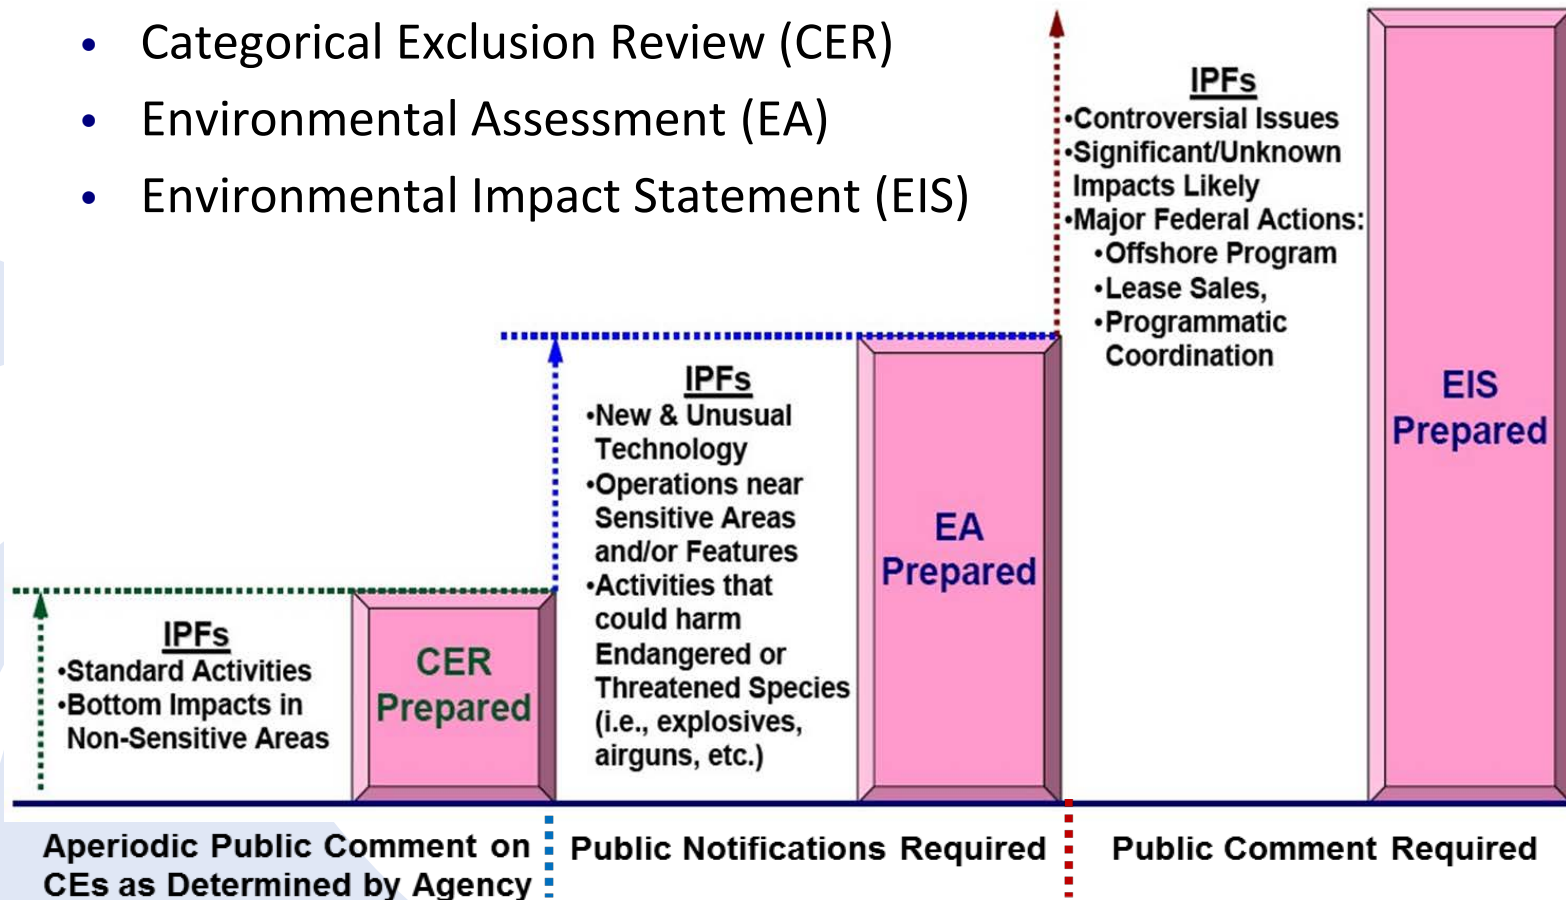 • Categorical Exclusion Review (CER)
• Environmental Assessment (EA)
• Environmental Impact Statement (EIS)
IPFs
•Standard Activities
•Bottom Impacts in
Non-Sensitive Areas
CER
Prepared
IPFs
•New & Unusual
Technology
•Operations near
Sensitive Areas
and/or Features
•Activities that
could harm
Endangered or
Threatened Species
(i.e., explosives,
airguns, etc.)
EA
Prepared
IPFs
•Controversial Issues
•Significant/Unknown
Impacts Likely
•Major Federal Actions:
•Offshore Program
•Lease Sales,
•Programmatic
Coordination
EIS
Prepared
Aperiodic Public Comment on
CEs as Determined by Agency
Public Notifications Required
Public Comment Required